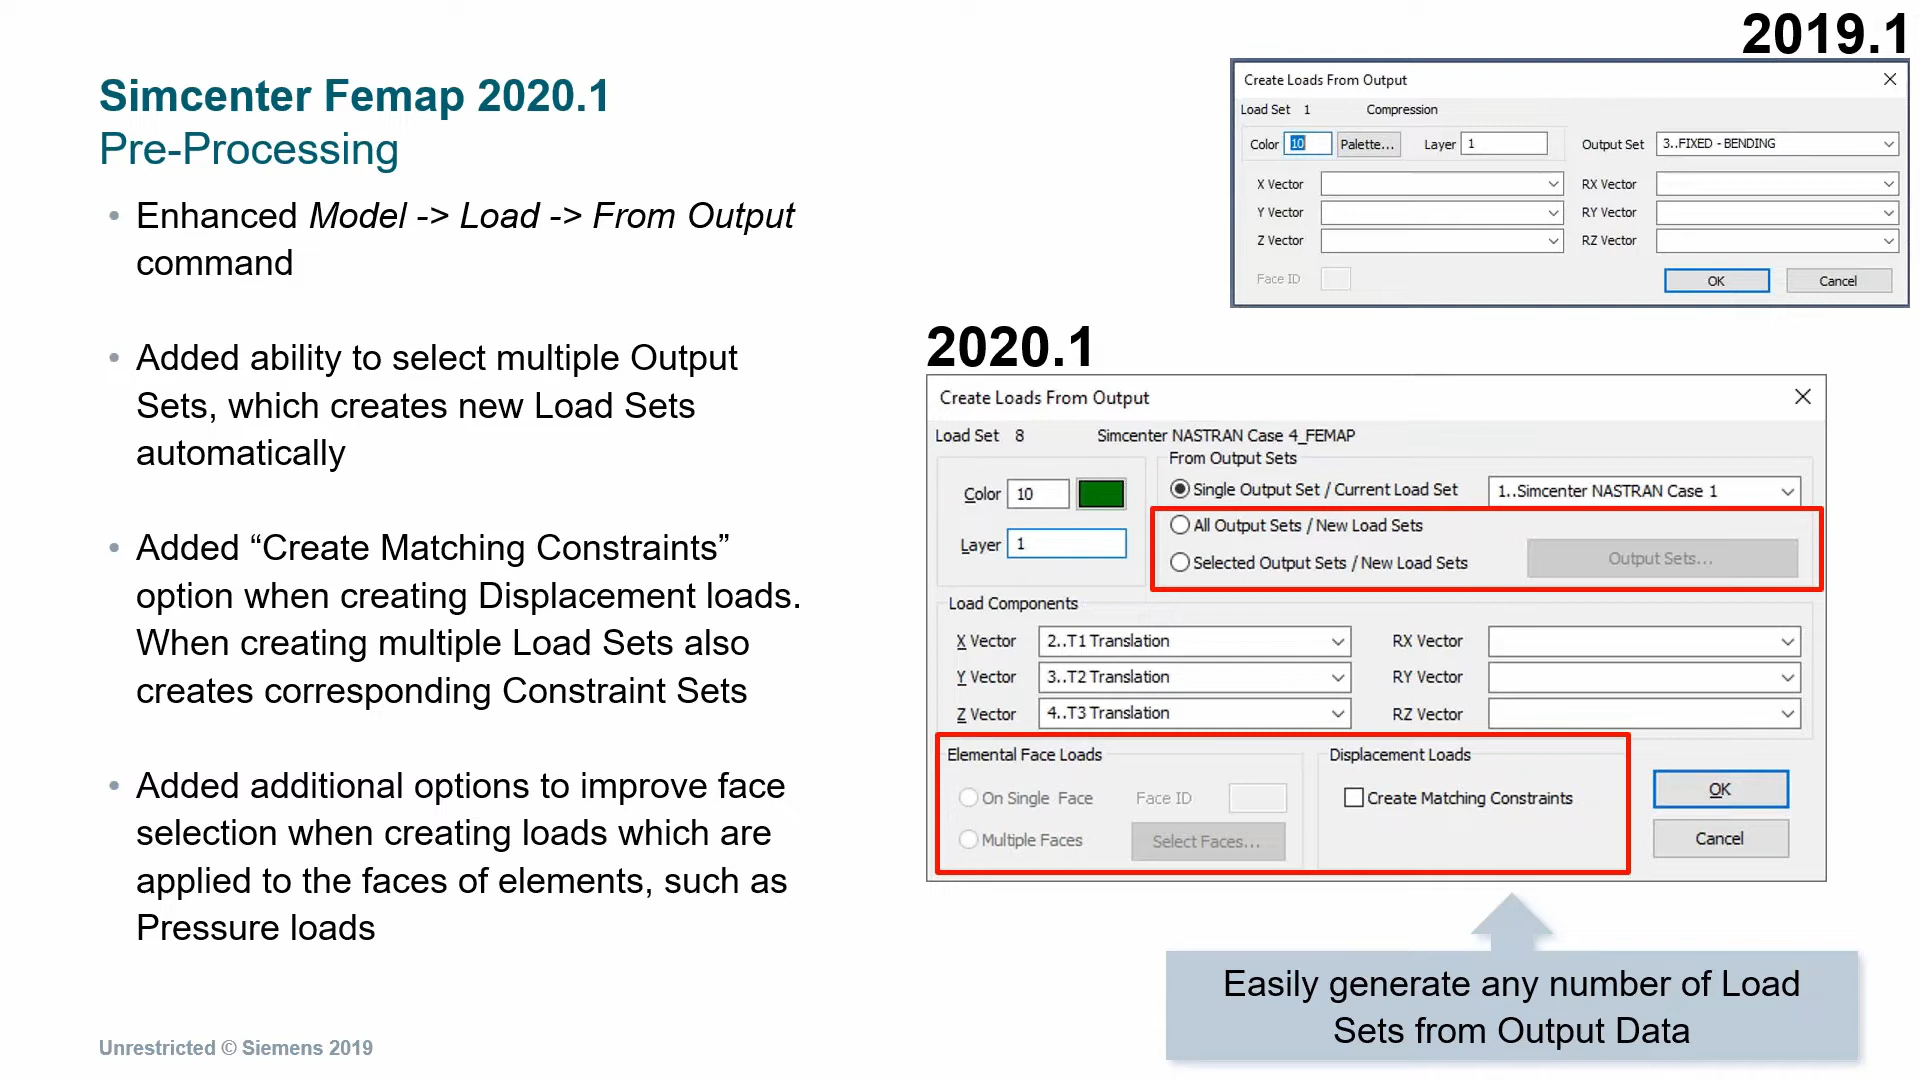 2019.1
Simcenter Femap 2020.1
Pre-Processing
• Enhanced Model -> Load -> From Output
command
• Added ability to select multiple Output
Sets, which creates new Load Sets
automatically
• Added “Create Matching Constraints”
option when creating Displacement loads.
When creating multiple Load Sets also
creates corresponding Constraint Sets
• Added additional options to improve face
selection when creating loads which are
applied to the faces of elements, such as
Pressure loads
Create Loads From Output
Load Set 1 Compression
Color 10 Palette... Layer 1 Output Set 3..FIXED - BENDING
X Vector RX Vector
Y Vector RY Vector
Z Vector RZ Vector
Face ID OK Cancel
2020.1
Create Loads From Output
Load Set 8 Simcenter NASTRAN Case 4_FEMAP
From Output Sets
Color 10 Single Output Set / Current Load Set 1..Simcenter NASTRAN Case 1
All Output Sets / New Load Sets
Layer 1 Selected Output Sets / New Load Sets Output Sets...
Load Components
X Vector 2..T1 Translation RX Vector
Y Vector 3..T2 Translation RY Vector
Z Vector 4..T3 Translation RZ Vector
Elemental Face Loads Displacement Loads
On Single Face Face ID Create Matching Constraints OK
Multiple Faces Select Faces... Cancel
Easily generate any number of Load
Sets from Output Data
Unrestricted © Siemens 2019